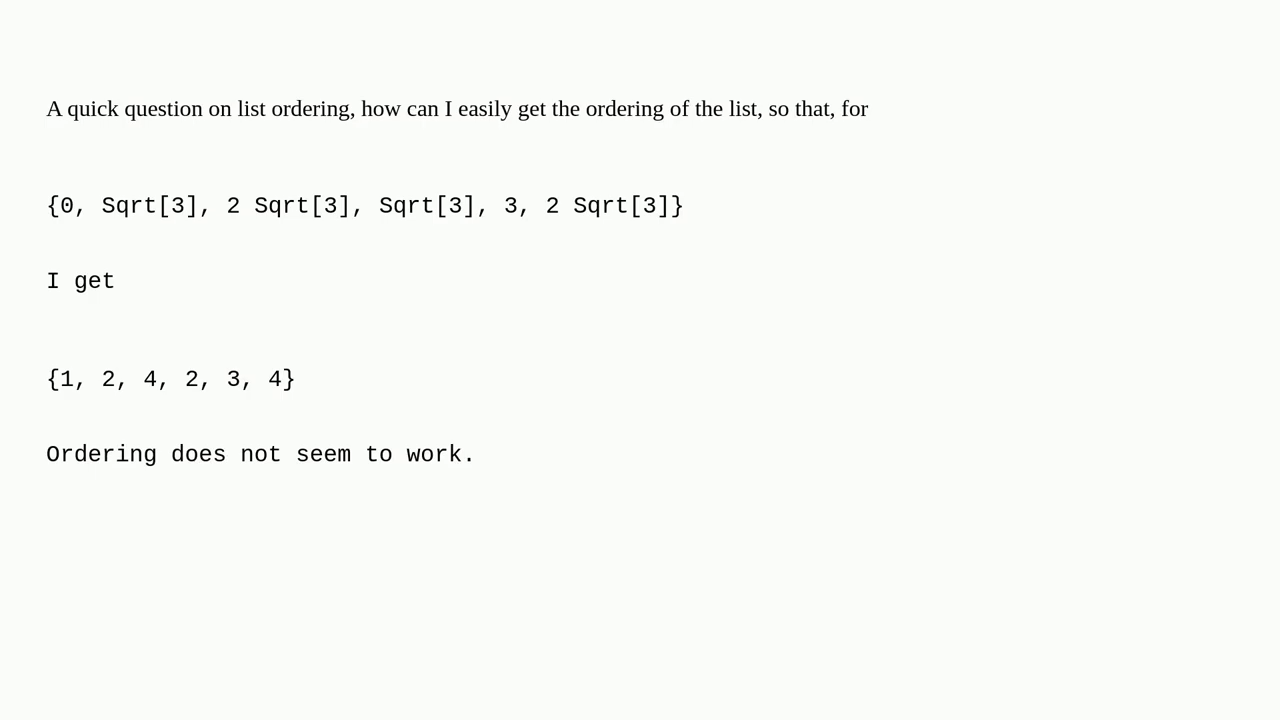 A quick question on list ordering, how can I easily get the ordering of the list, so that, for
{0, Sqrt[3], 2 Sqrt[3], Sqrt[3], 3, 2 Sqrt[3]}
I get
{1, 2, 4, 2, 3, 4}
Ordering does not seem to work.